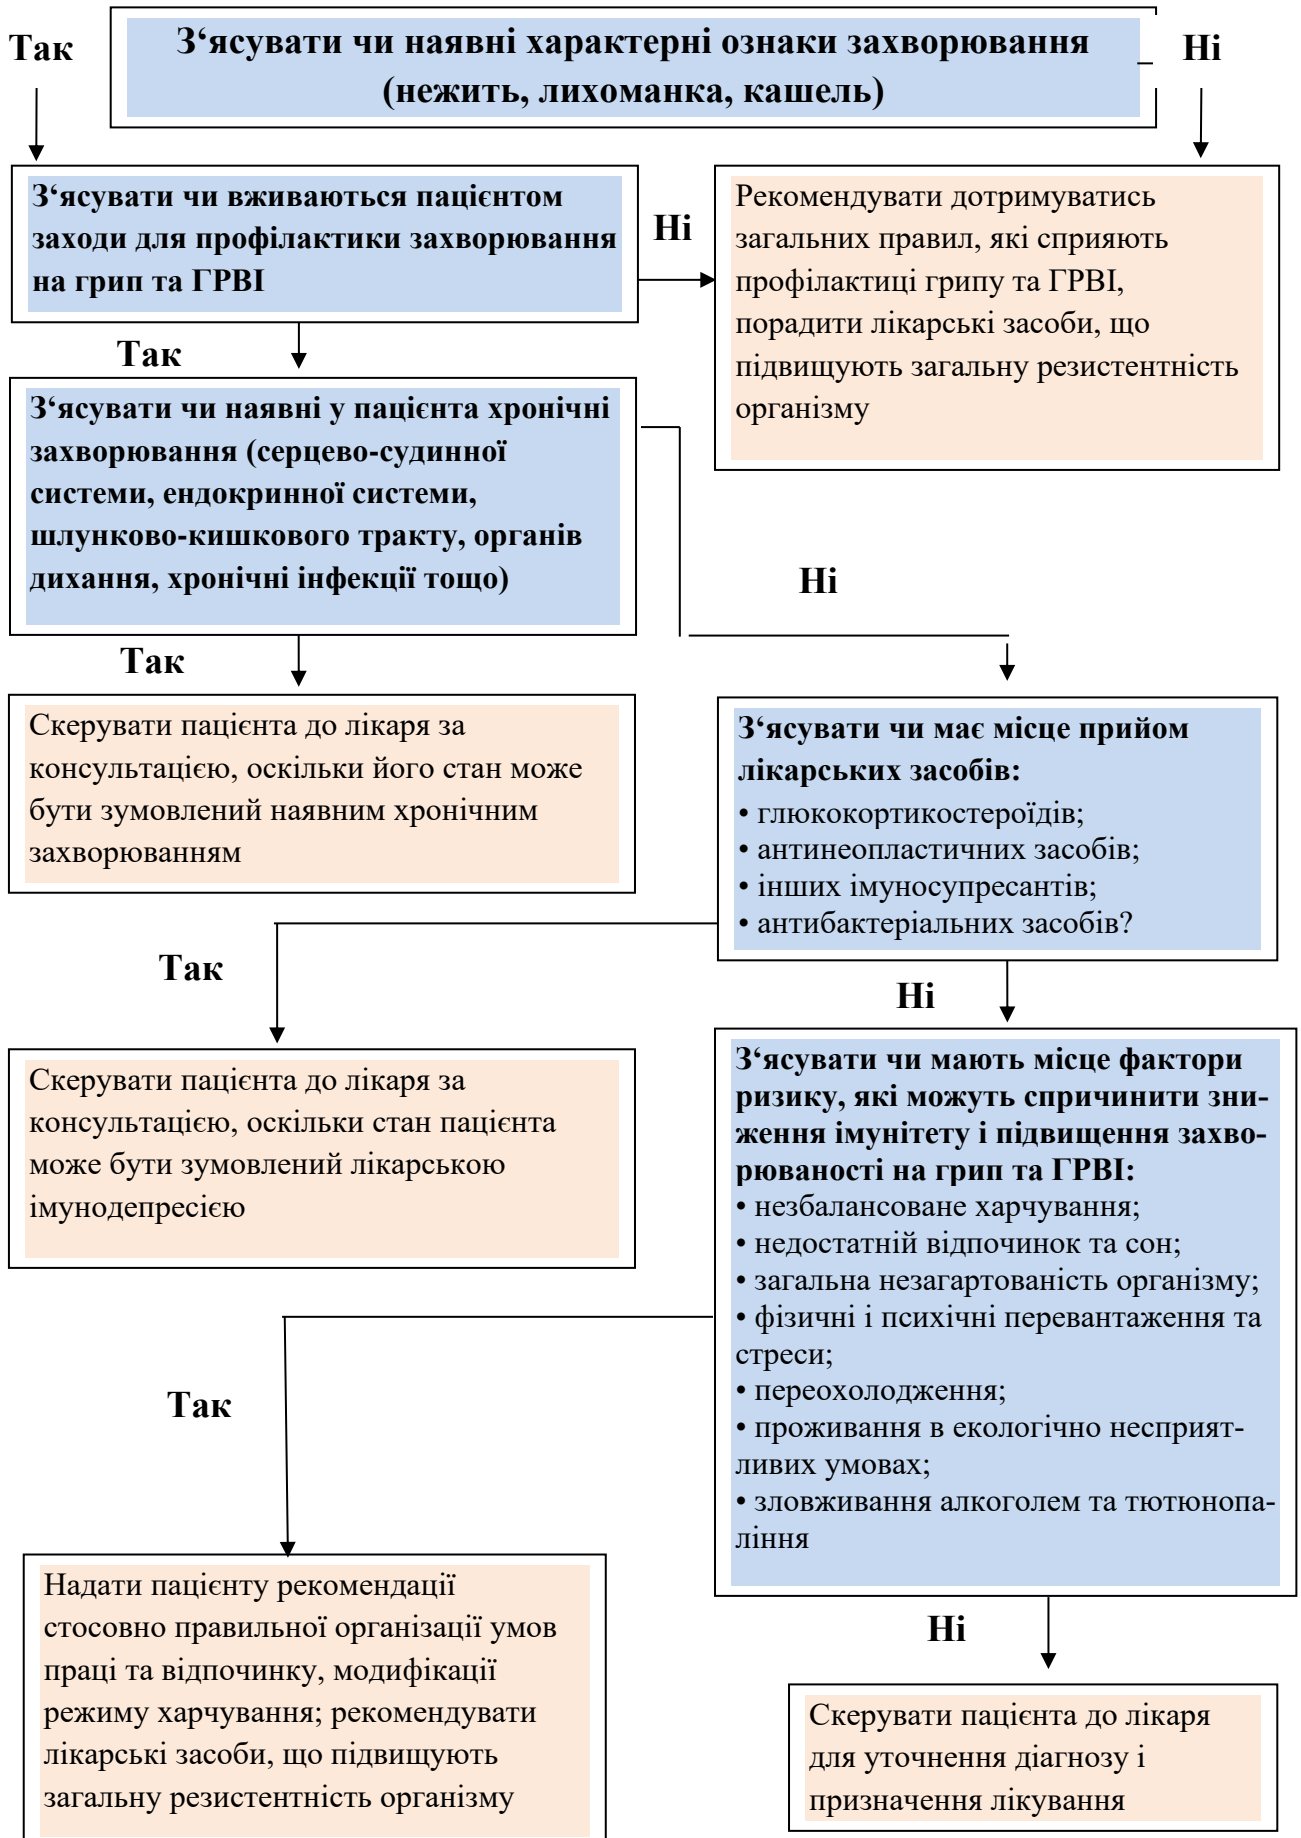 Так
З‘ясувати чи наявні характерні ознаки захворювання
(нежить, лихоманка, кашель)
Ні
З‘ясувати чи вживаються пацієнтом
заходи для профілактики захворювання
на грип та ГРВІ
Ні
Рекомендувати дотримуватись
загальних правил, які сприяють
профілактиці грипу та ГРВІ,
порадити лікарські засоби, що
підвищують загальну резистентність
організму
Так
З‘ясувати чи наявні у пацієнта хронічні
захворювання (серцево-судинної
системи, ендокринної системи,
шлунково-кишкового тракту, органів
дихання, хронічні інфекції тощо)
Ні
Так
Скерувати пацієнта до лікаря за
консультацією, оскільки його стан може
бути зумовлений наявним хронічним
захворюванням
З‘ясувати чи має місце прийом
лікарських засобів:
• глюкокортикостероїдів;
• антинеопластичних засобів;
• інших імуносупресантів;
• антибактеріальних засобів?
Так
Ні
Скерувати пацієнта до лікаря за
консультацією, оскільки стан пацієнта
може бути зумовлений лікарською
імунодепресією
З‘ясувати чи мають місце фактори
ризику, які можуть спричинити зни-
ження імунітету і підвищення захво-
рюваності на грип та ГРВІ:
• незбалансоване харчування;
• недостатній відпочинок та сон;
• загальна незагартованість організму;
• фізичні і психічні перевантаження та
стреси;
• переохолодження;
• проживання в екологічно несприят-
ливих умовах;
• зловживання алкоголем та тютюнопа-
ління
Так
Надати пацієнту рекомендації
стосовно правильної організації умов
праці та відпочинку, модифікації
режиму харчування; рекомендувати
лікарські засоби, що підвищують
загальну резистентність організму
Ні
Скерувати пацієнта до лікаря
для уточнення діагнозу і
призначення лікування